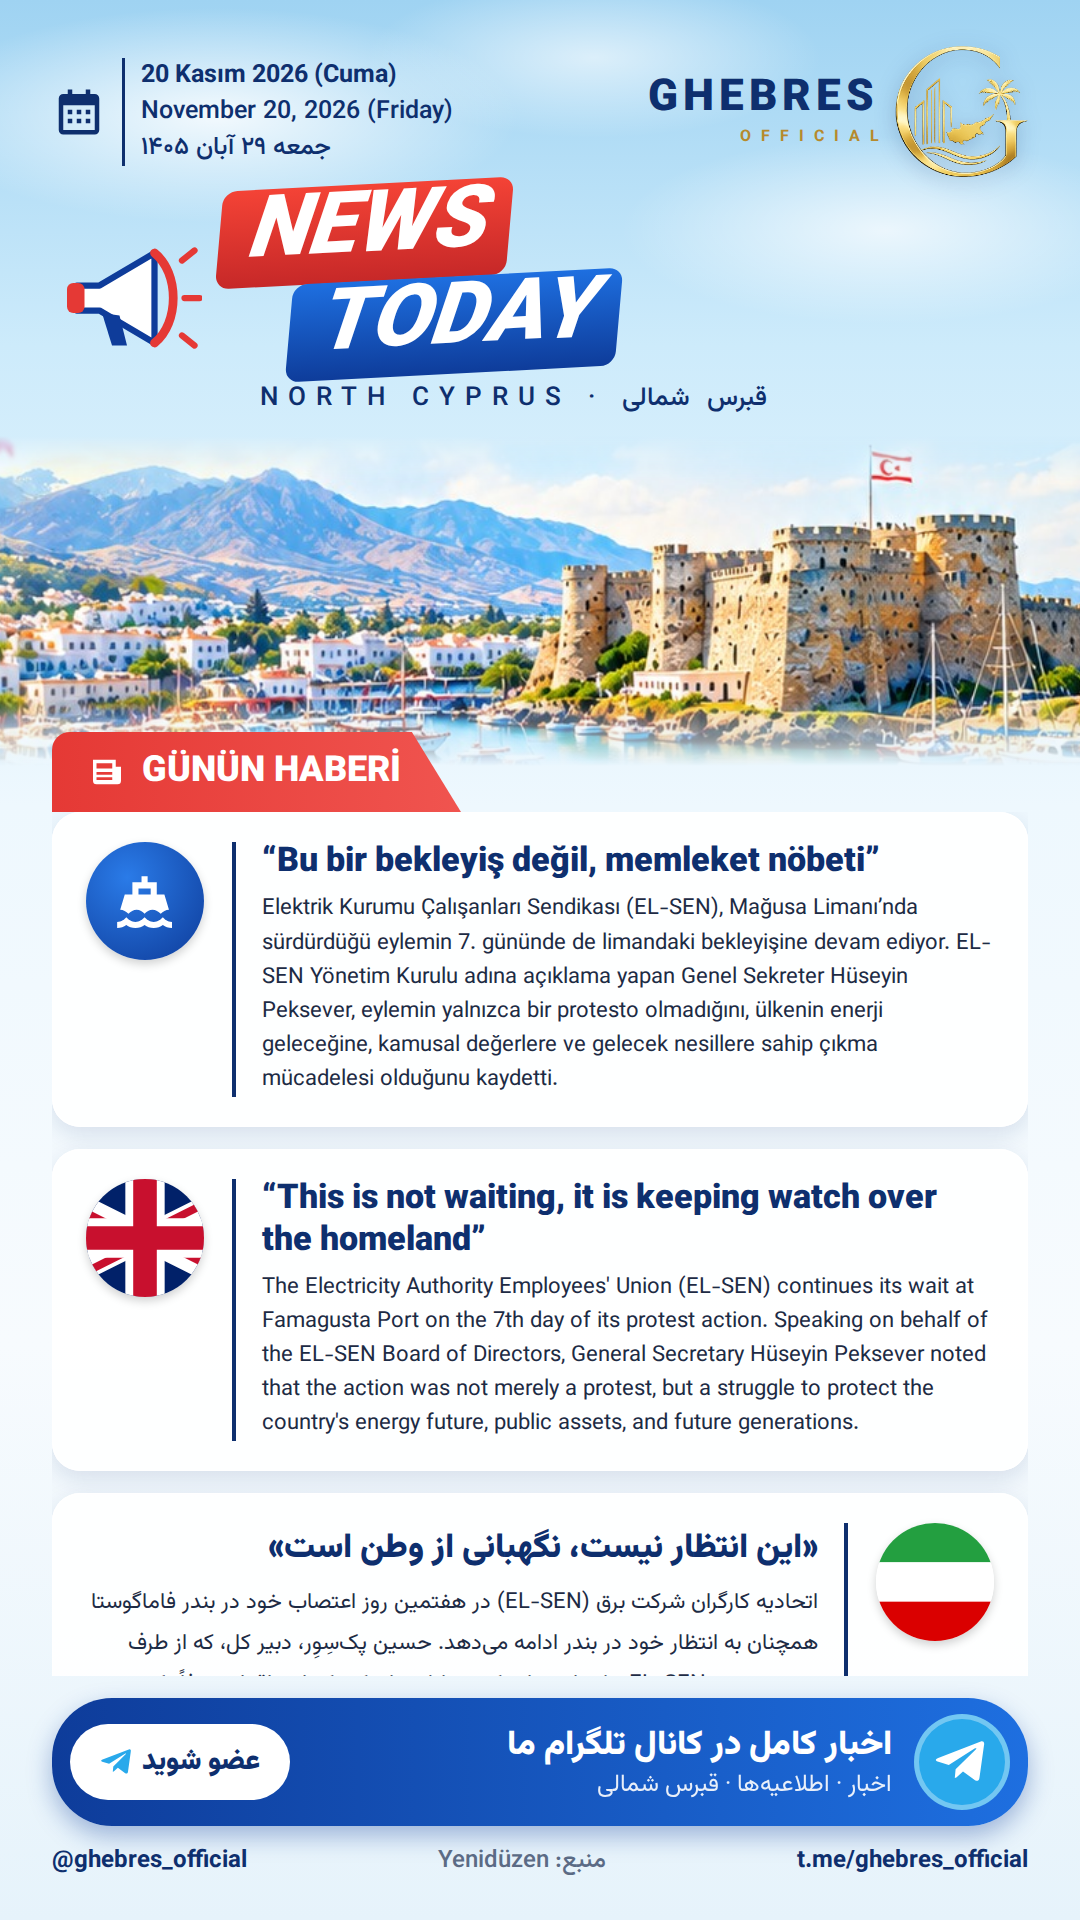 20 Kasım 2026 (Cuma)
November 20, 2026 (Friday)
جمعه ۲۹ آبان ۱۴۰۵
GHEBRES
OFFICIAL
NEWS
TODAY
NORTH CYPRUS · قبرس شمالی
GÜNÜN HABERİ
“Bu bir bekleyiş değil, memleket nöbeti”
Elektrik Kurumu Çalışanları Sendikası (EL-SEN), Mağusa Limanı’nda
sürdürdüğü eylemin 7. gününde de limandaki bekleyişine devam ediyor. EL-
SEN Yönetim Kurulu adına açıklama yapan Genel Sekreter Hüseyin
Peksever, eylemin yalnızca bir protesto olmadığını, ülkenin enerji
geleceğine, kamusal değerlere ve gelecek nesillere sahip çıkma
mücadelesi olduğunu kaydetti.
“This is not waiting, it is keeping watch over
the homeland”
The Electricity Authority Employees' Union (EL-SEN) continues its wait at
Famagusta Port on the 7th day of its protest action. Speaking on behalf of
the EL-SEN Board of Directors, General Secretary Hüseyin Peksever noted
that the action was not merely a protest, but a struggle to protect the
country's energy future, public assets, and future generations.
«این انتظار نیست، نگهبانی از وطن است»
اتحادیه کارگران شرکت برق (EL-SEN) در هفتمین روز اعتصاب خود در بندر فاماگوستا
همچنان به انتظار خود در بندر ادامه می‌دهد. حسین پک‌سِوِر، دبیر کل، که از طرف
اخبار کامل در کانال تلگرام ما
اخبار · اطلاعیه‌ها · قبرس شمالی
عضو شوید
@ghebres_official
منبع: Yenidüzen
t.me/ghebres_official